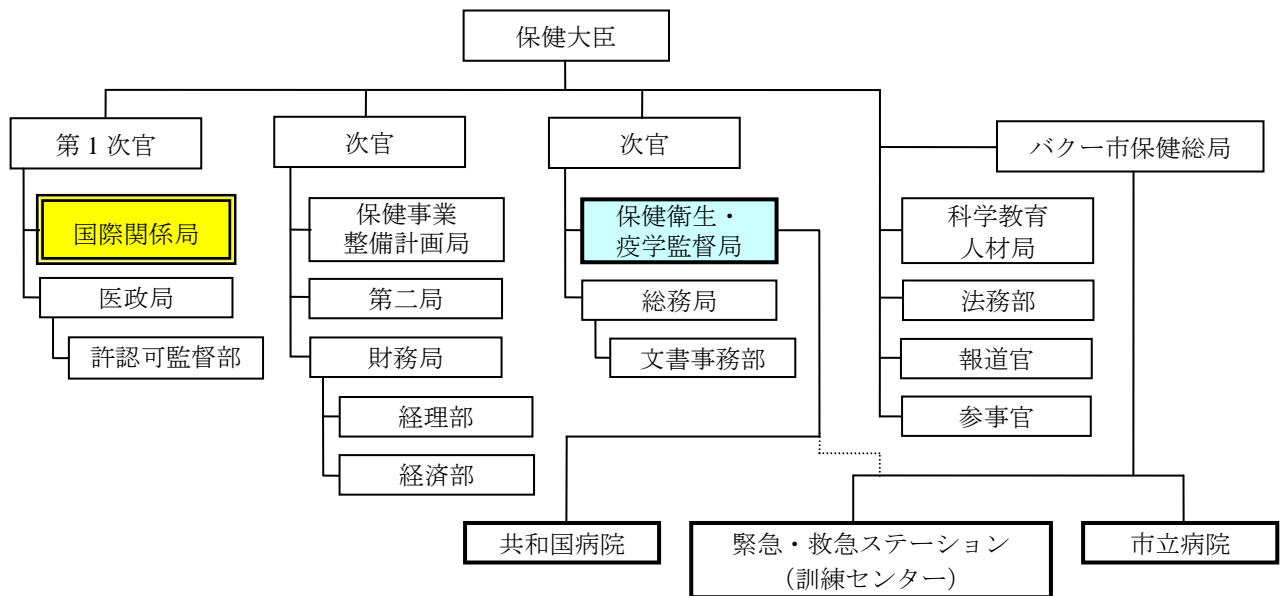 保健大臣
第1次官
次官
次官
バクー市保健総局
国際関係局
保健事業
整備計画局
保健衛生・
疫学監督局
科学教育
人材局
医政局
第二局
総務局
法務部
許認可監督部
財務局
文書事務部
報道官
経理部
参事官
経済部
共和国病院
緊急・救急ステーション
（訓練センター）
市立病院